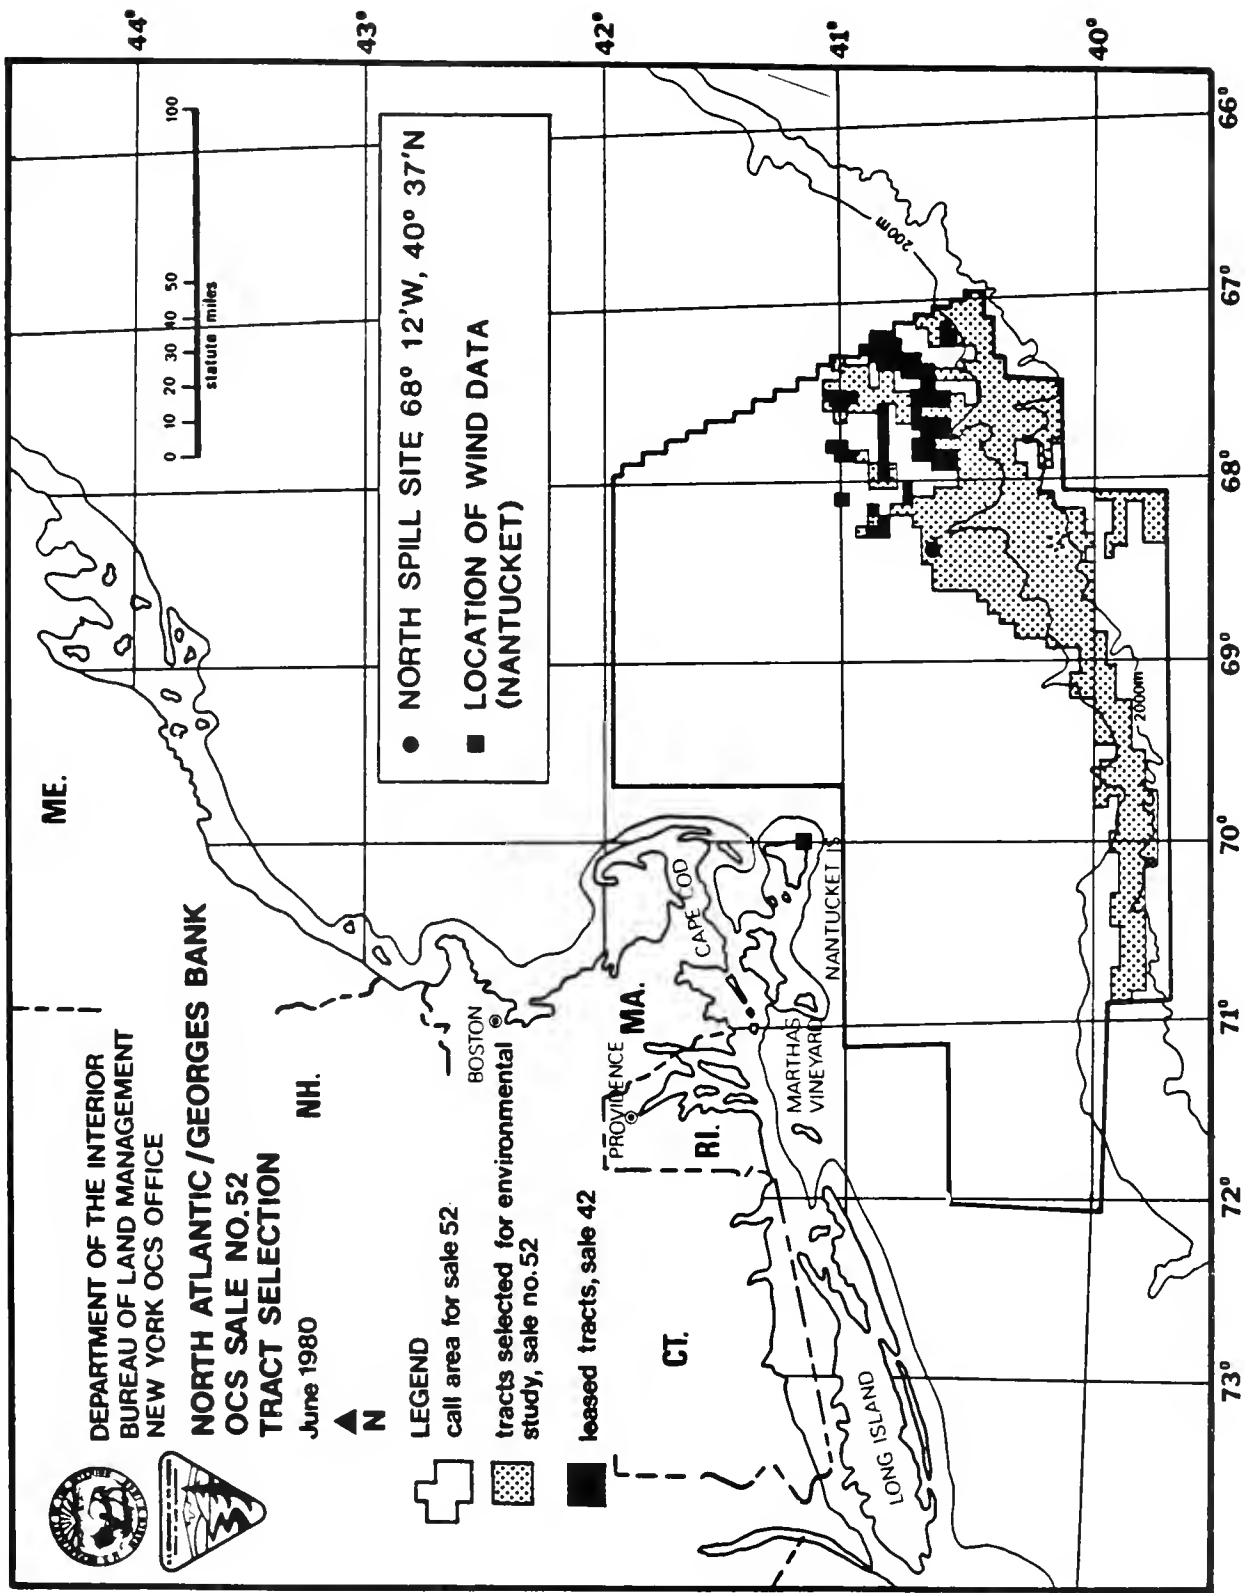 DEPARTMENT OF THE INTERIOR
BUREAU OF LAND MANAGEMENT
NEW YORK OCS OFFICE
NORTH ATLANTIC/GEORGES BANK
OCS SALE NO.52
TRACT SELECTION
June 1980
N
LEGEND
call area for sale 52
tracts selected for environmental
study, sale no.52
leased tracts, sale 42
ME.
NH.
BOSTON
MA.
PROVIDENCE
RI.
CT.
CAPE COD
MARTHAS
VINEYARD
NANTUCKET IS
LONG ISLAND
0 10 20 30 40 50 100
statute miles
● NORTH SPILL SITE 68° 12'W, 40° 37'N
■ LOCATION OF WIND DATA
(NANTUCKET)
200m
2000m
44°
43°
42°
41°
40°
73° 72° 71° 70° 69° 68° 67° 66°